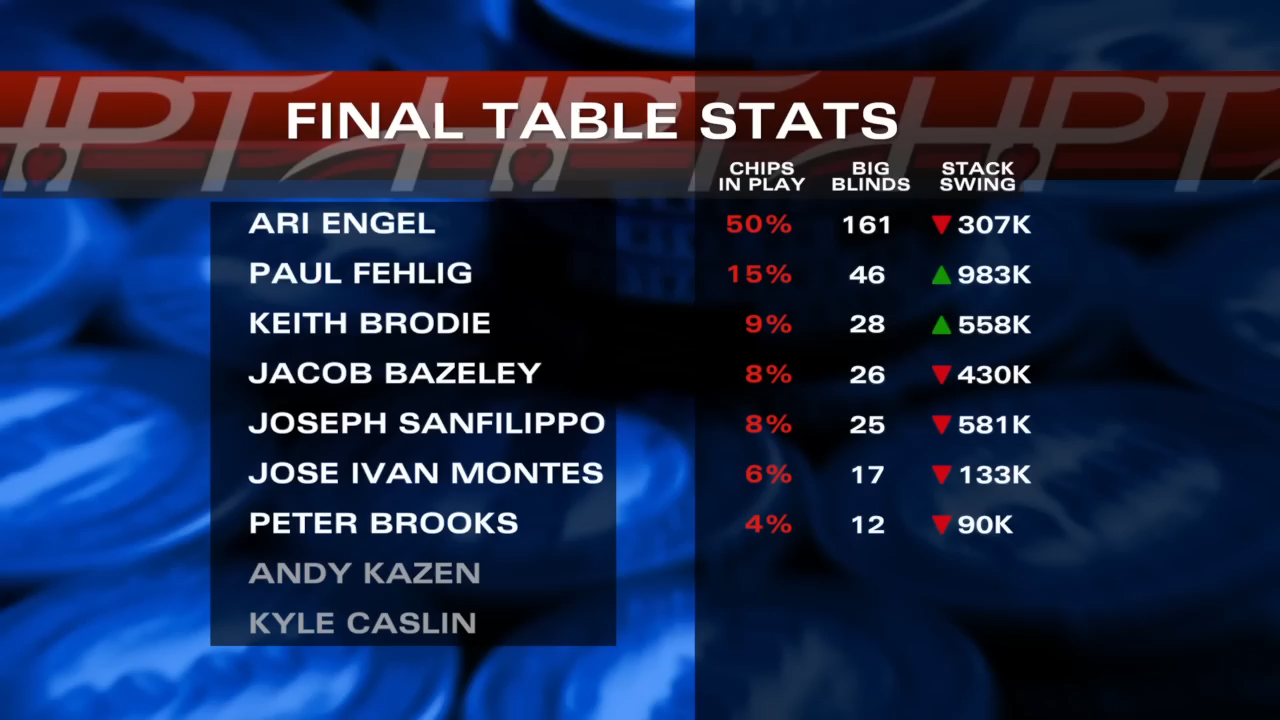 HPT HPT HPT
FINAL TABLE STATS
CHIPS IN PLAY BIG BLINDS STACK SWING
ARI ENGEL 50% 161 ▼ 307K
PAUL FEHLIG 15% 46 ▲ 983K
KEITH BRODIE 9% 28 ▲ 558K
JACOB BAZELEY 8% 26 ▼ 430K
JOSEPH SANFILIPPO 8% 25 ▼ 581K
JOSE IVAN MONTES 6% 17 ▼ 133K
PETER BROOKS 4% 12 ▼ 90K
ANDY KAZEN
KYLE CASLIN